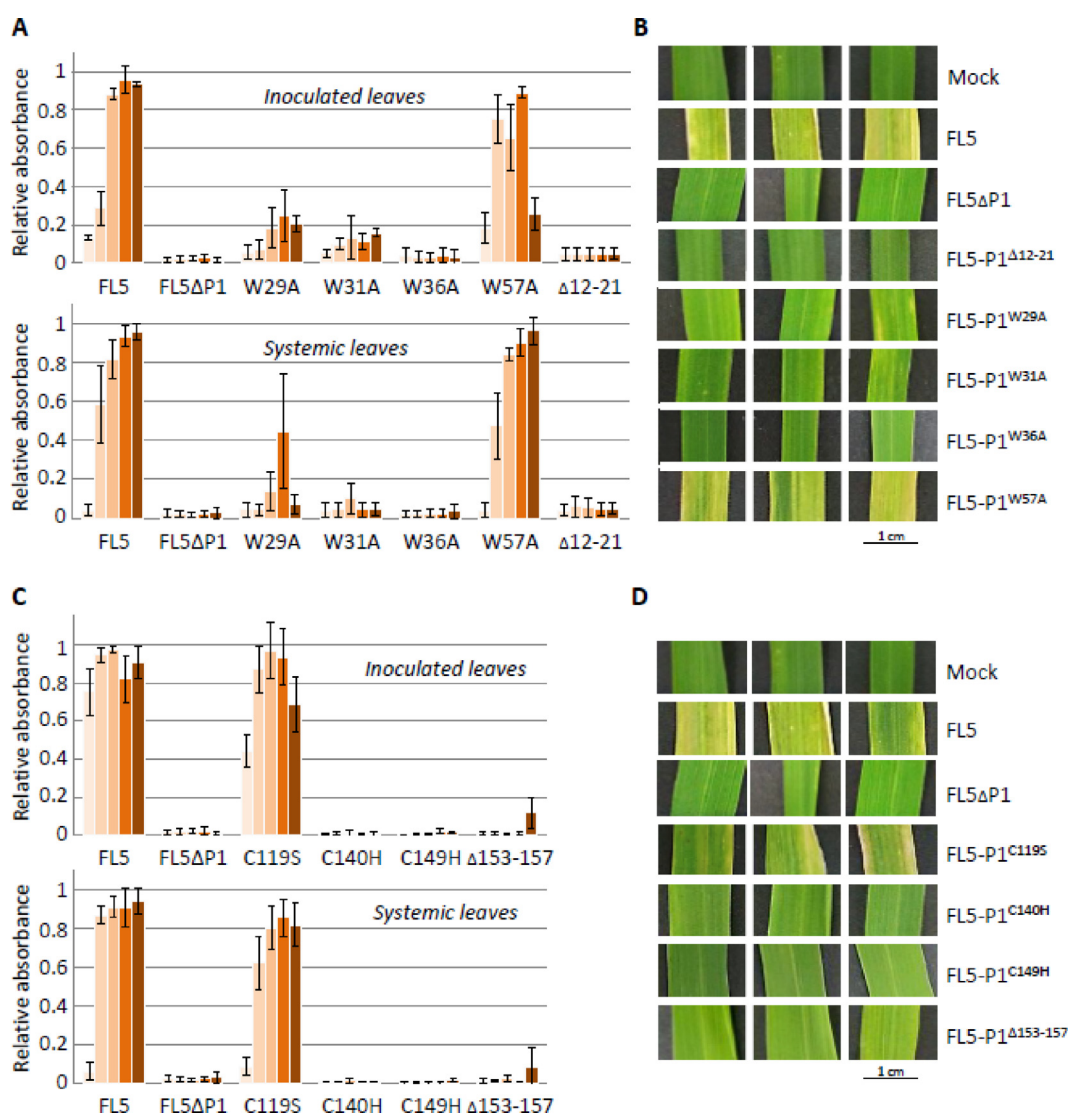 A
Relative absorbance
1
0.8
0.6
0.4
0.2
0
Inoculated leaves
FL5 FL5ΔP1 W29A W31A W36A W57A Δ12-21
Relative absorbance
1
0.8
0.6
0.4
0.2
0
Systemic leaves
FL5 FL5ΔP1 W29A W31A W36A W57A Δ12-21
B
Mock
FL5
FL5ΔP1
FL5-P1Δ12-21
FL5-P1W29A
FL5-P1W31A
FL5-P1W36A
FL5-P1W57A
1 cm
C
Relative absorbance
1
0.8
0.6
0.4
0.2
0
Inoculated leaves
FL5 FL5ΔP1 C119S C140H C149H Δ153-157
Relative absorbance
1
0.8
0.6
0.4
0.2
0
Systemic leaves
FL5 FL5ΔP1 C119S C140H C149H Δ153-157
D
Mock
FL5
FL5ΔP1
FL5-P1C119S
FL5-P1C140H
FL5-P1C149H
FL5-P1Δ153-157
1 cm